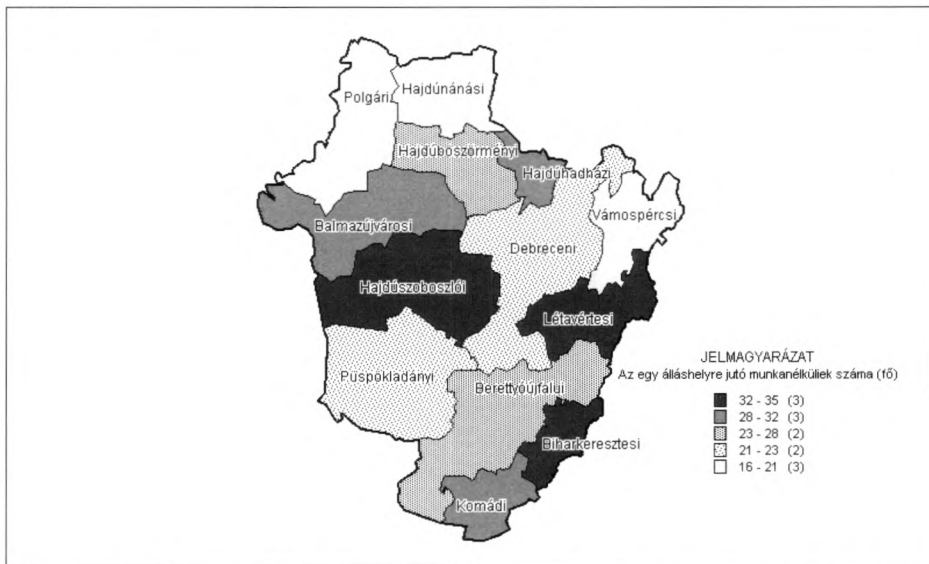 Polgári
Hajdúnánási
Hajdúböszörményi
Hajdúhadházi
Vámospércsi
Balmazújvárosi
Debreceni
Hajdúszoboszlói
Létavértesi
Püspökladányi
Berettyóújfalui
Biharkeresztesi
Komádi
JELMAGYARÁZAT
Az egy álláshelyre jutó munkanélküliek száma (fő)
32 - 35 (3)
28 - 32 (3)
23 - 28 (2)
21 - 23 (2)
16 - 21 (3)